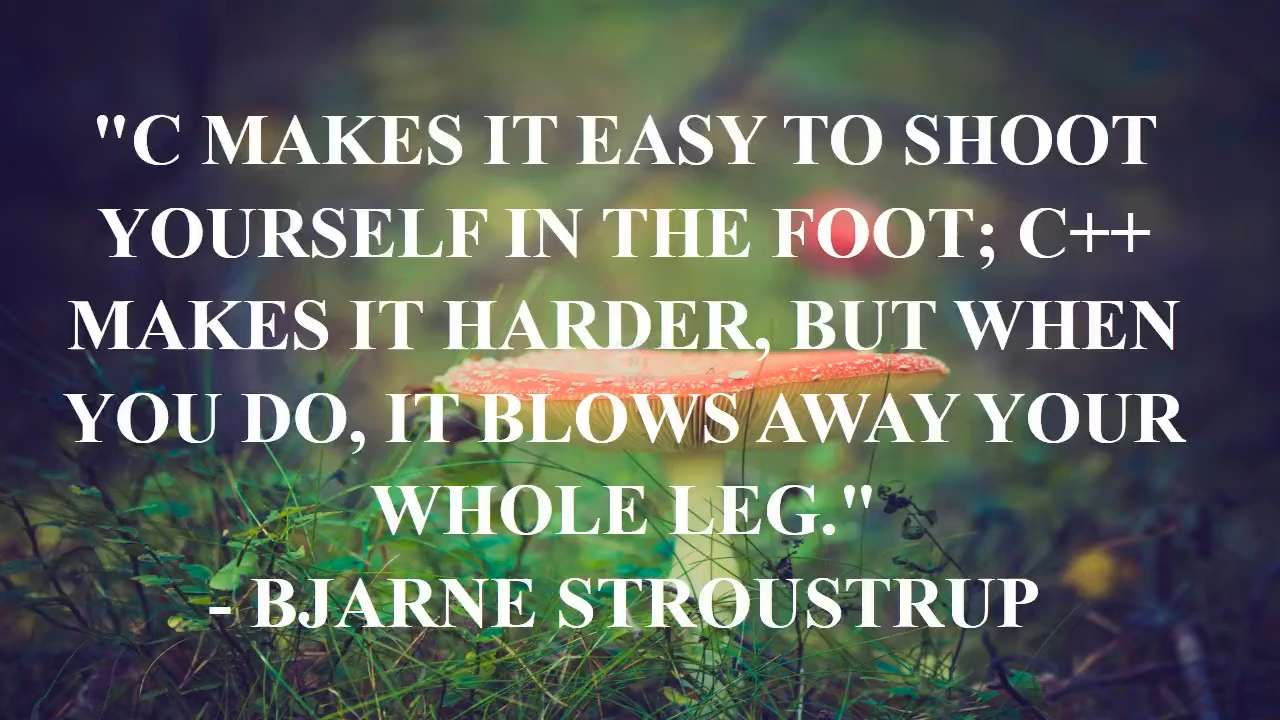 "C MAKES IT EASY TO SHOOT
YOURSELF IN THE FOOT; C++
MAKES IT HARDER, BUT WHEN
YOU DO, IT BLOWS AWAY YOUR
WHOLE LEG."
- BJARNE STROUSTRUP